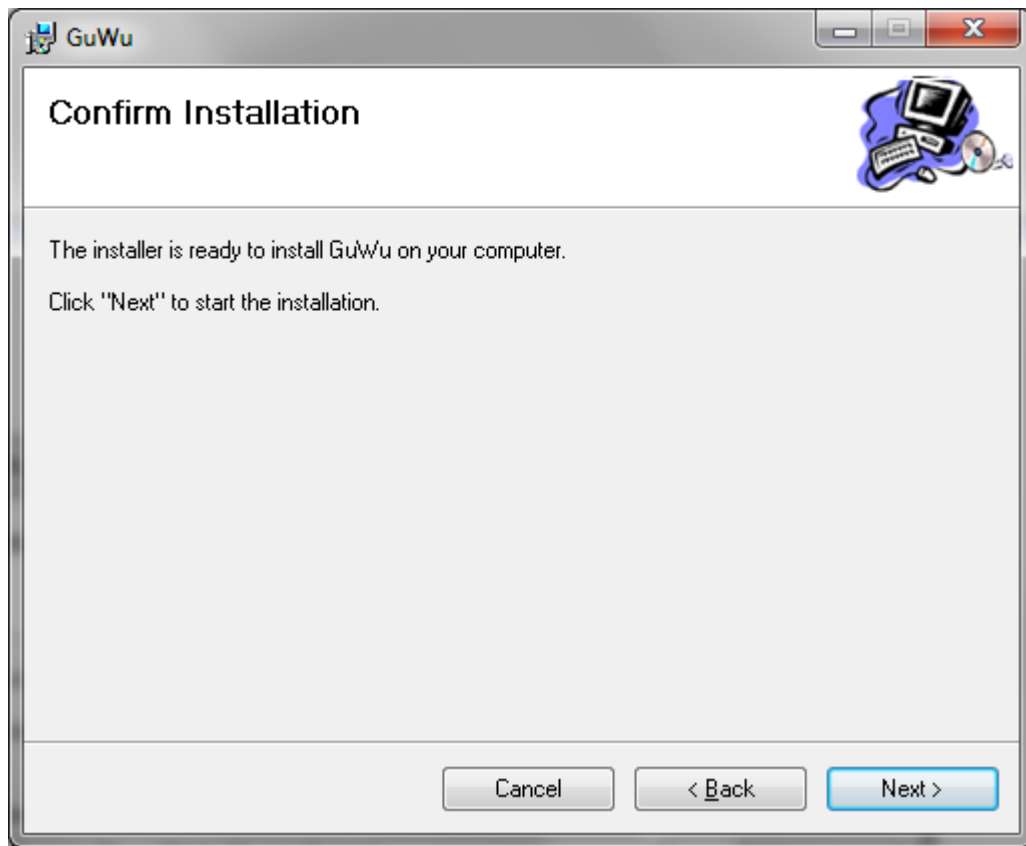 GuWu
Confirm Installation
The installer is ready to install GuWu on your computer.
Click "Next" to start the installation.
Cancel
< Back
Next >